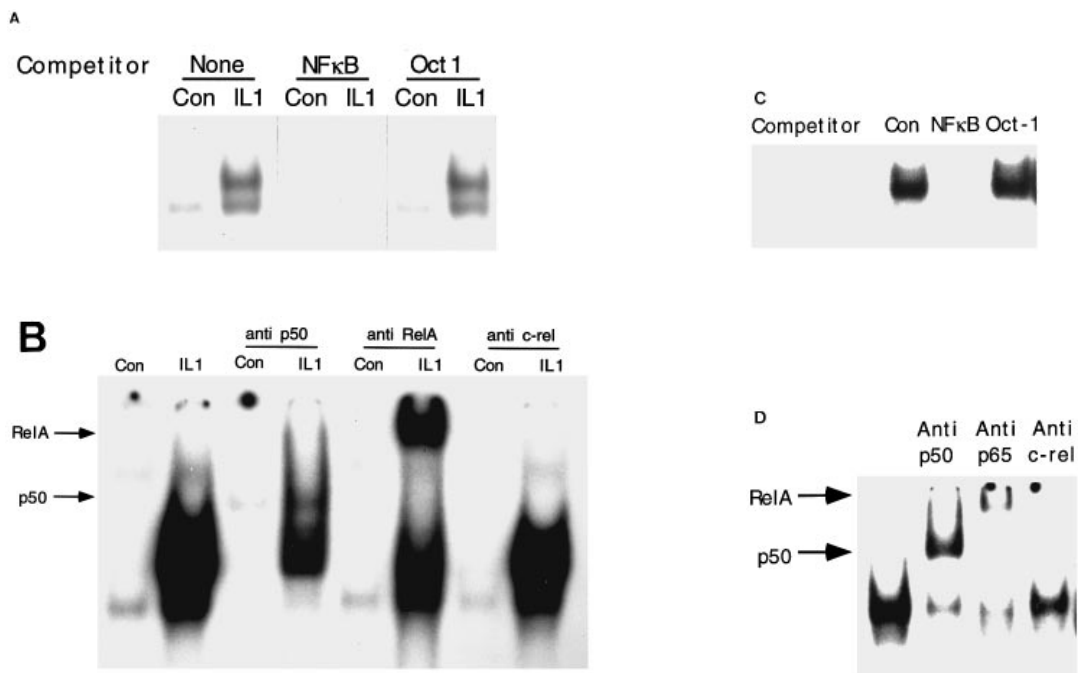 A
Competitor None NFκB Oct 1
Con IL1 Con IL1 Con IL1
C
Competitor Con NFκB Oct-1
B
anti p50 anti RelA anti c-rel
Con IL1 Con IL1 Con IL1 Con IL1
RelA
p50
D
Anti Anti Anti
p50 p65 c-rel
RelA
p50